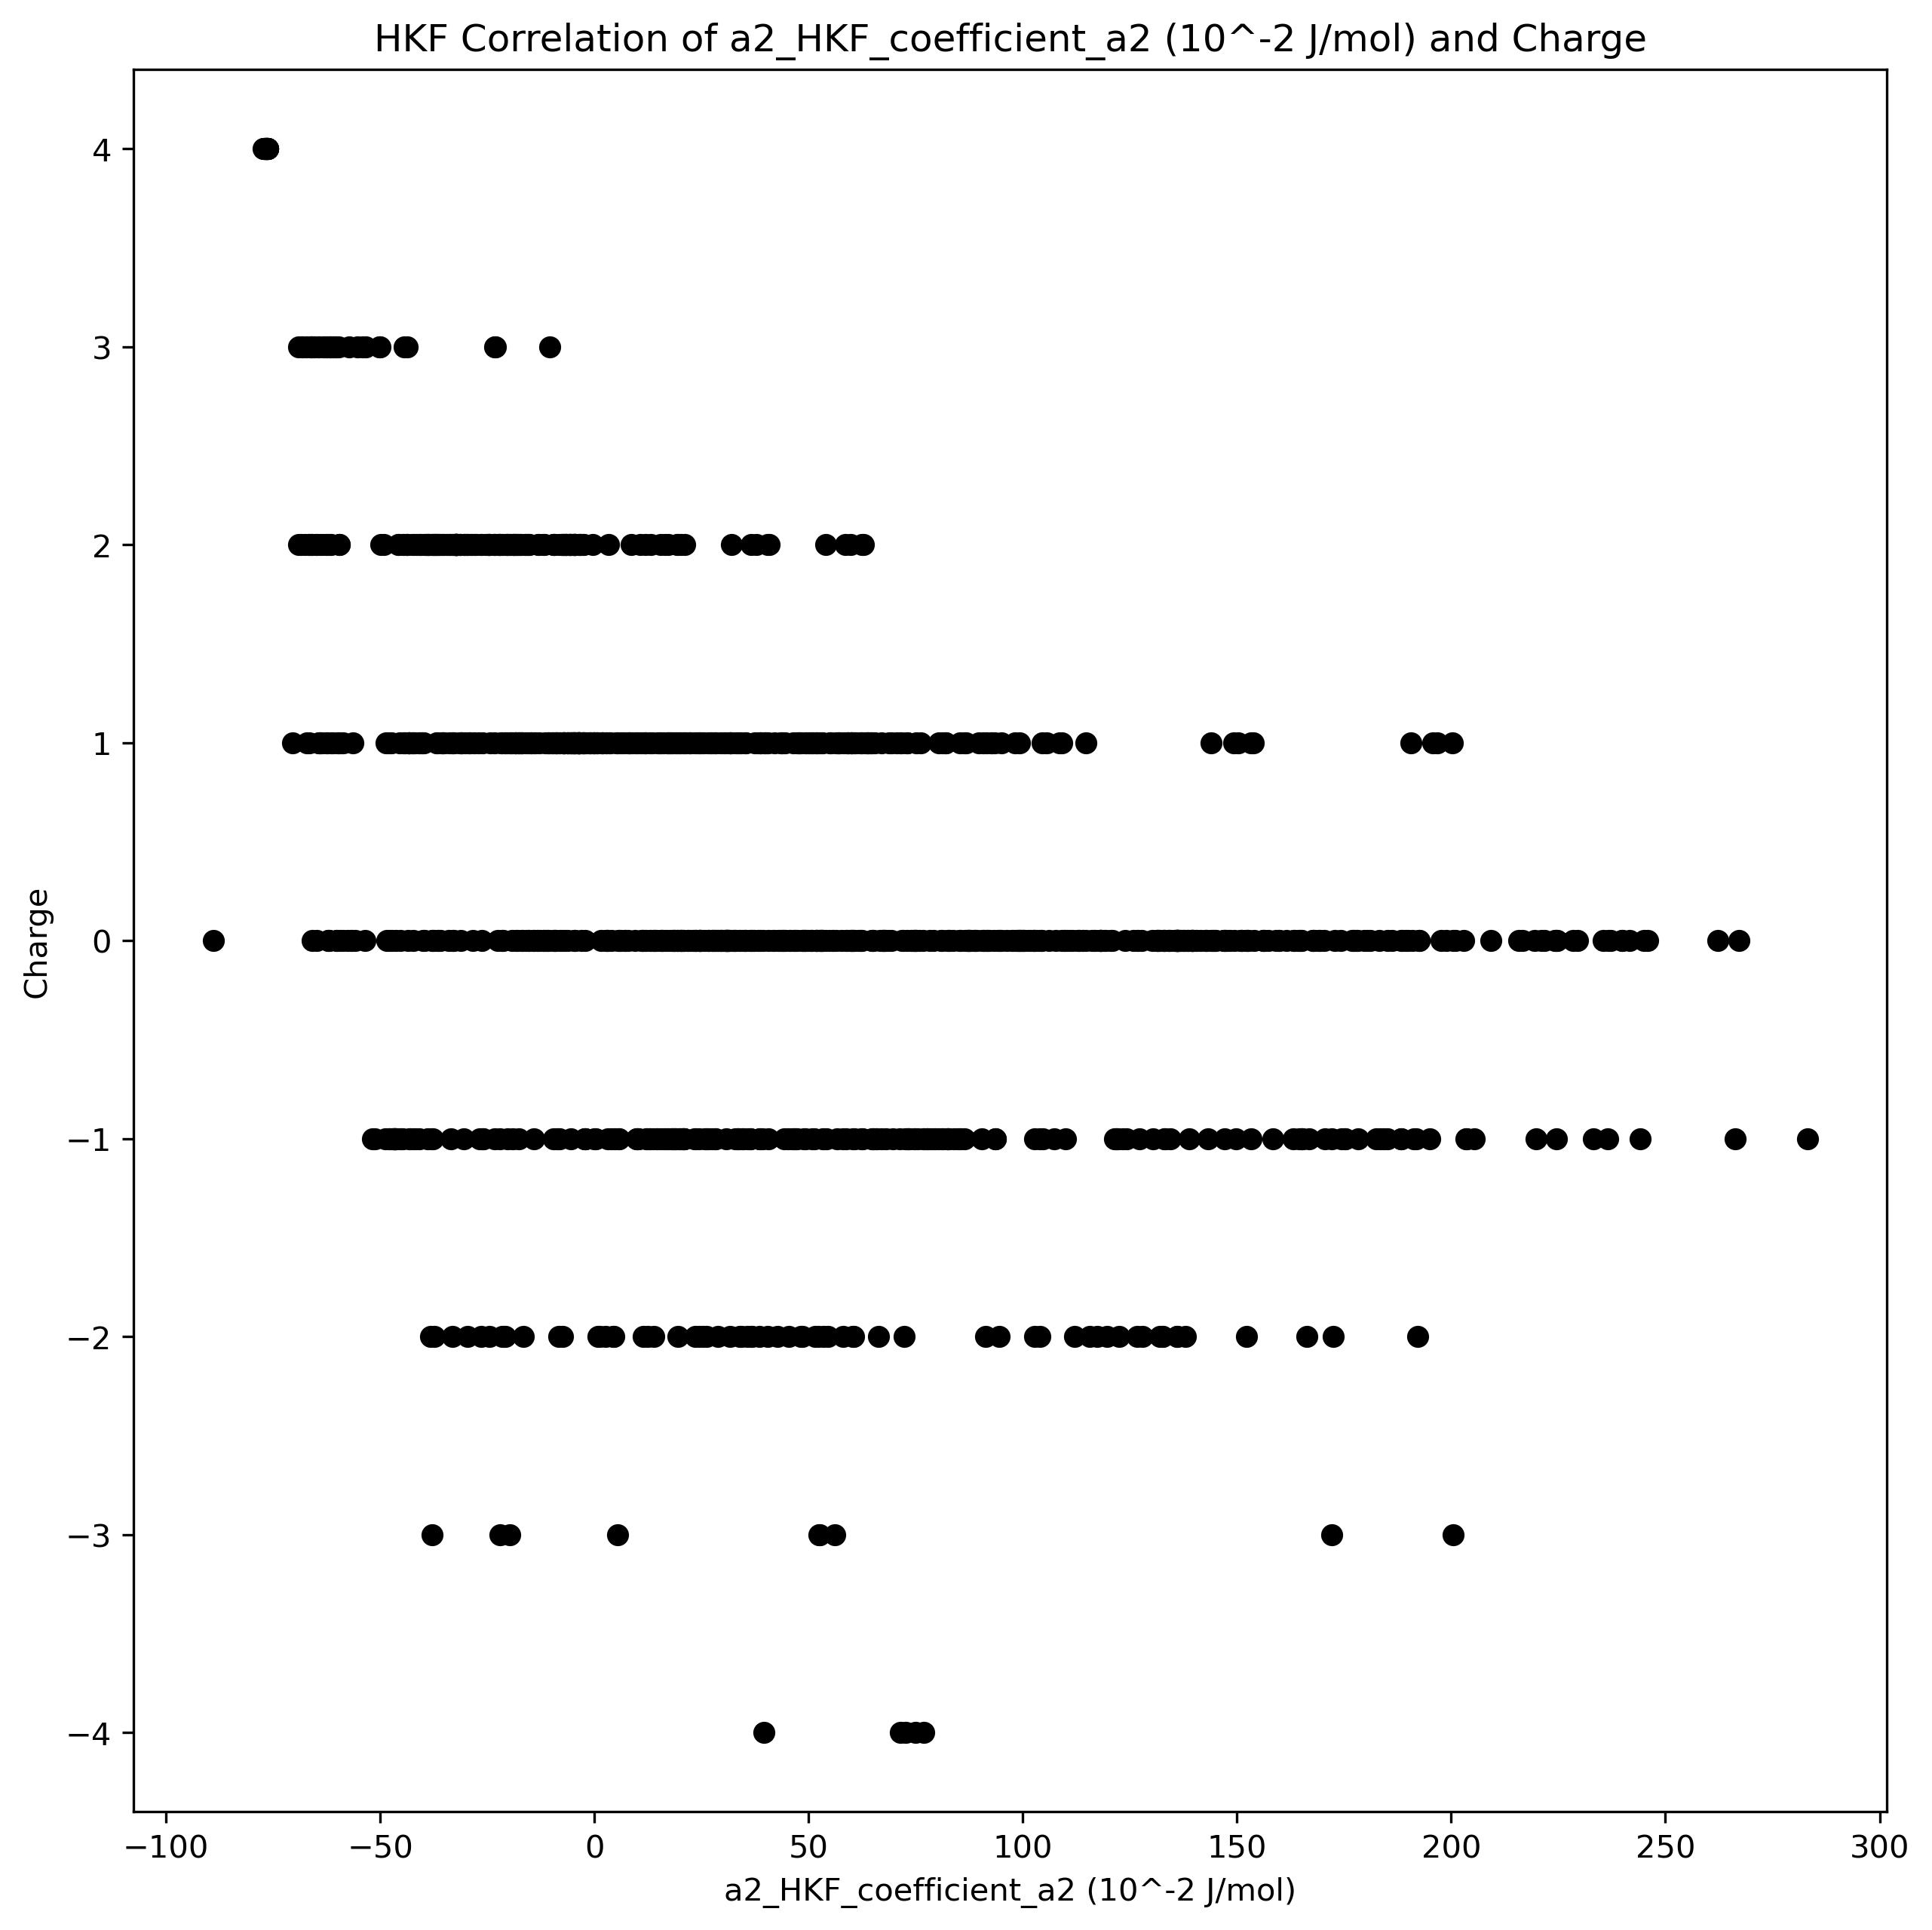 HKF Correlation of a2_HKF_coefficient_a2 (10^-2 J/mol) and Charge
Charge
4
3
2
1
0
−1
−2
−3
−4
−100 −50 0 50 100 150 200 250 300
a2_HKF_coefficient_a2 (10^-2 J/mol)